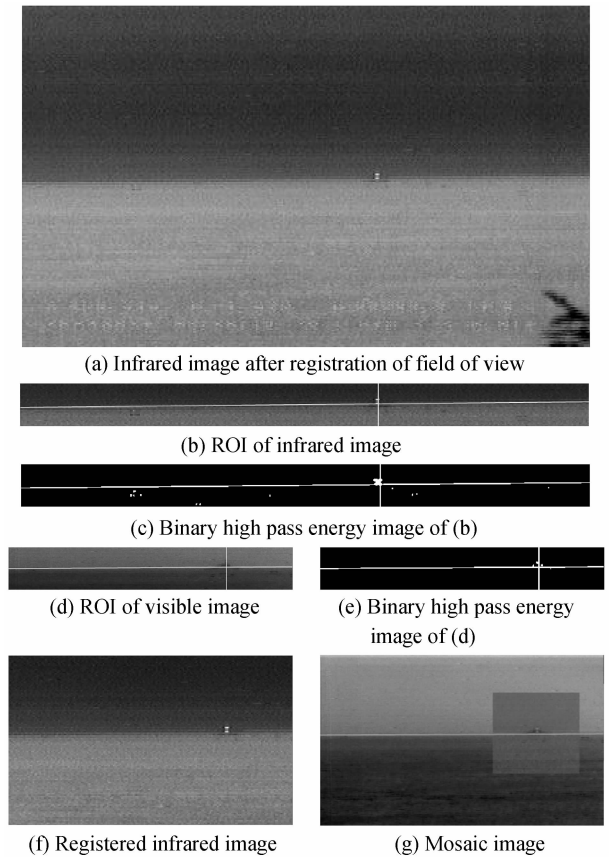 (a) Infrared image after registration of field of view
(b) ROI of infrared image
(c) Binary high pass energy image of (b)
(d) ROI of visible image
(e) Binary high pass energy
image of (d)
(f) Registered infrared image
(g) Mosaic image